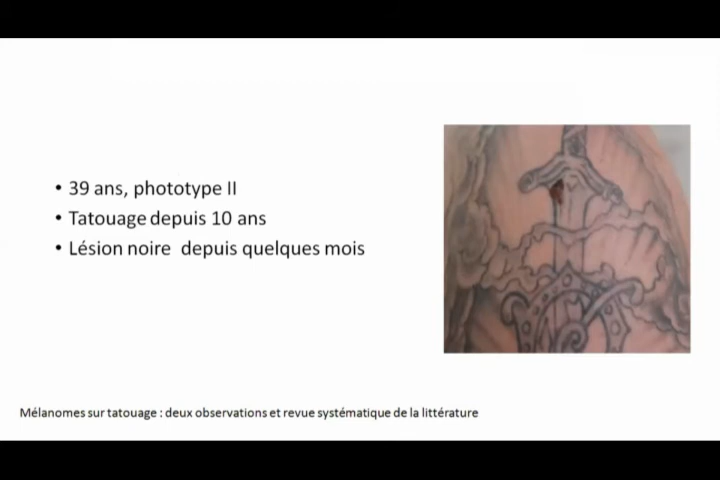 • 39 ans, phototype II
• Tatouage depuis 10 ans
• Lésion noire depuis quelques mois
Mélanomes sur tatouage : deux observations et revue systématique de la littérature